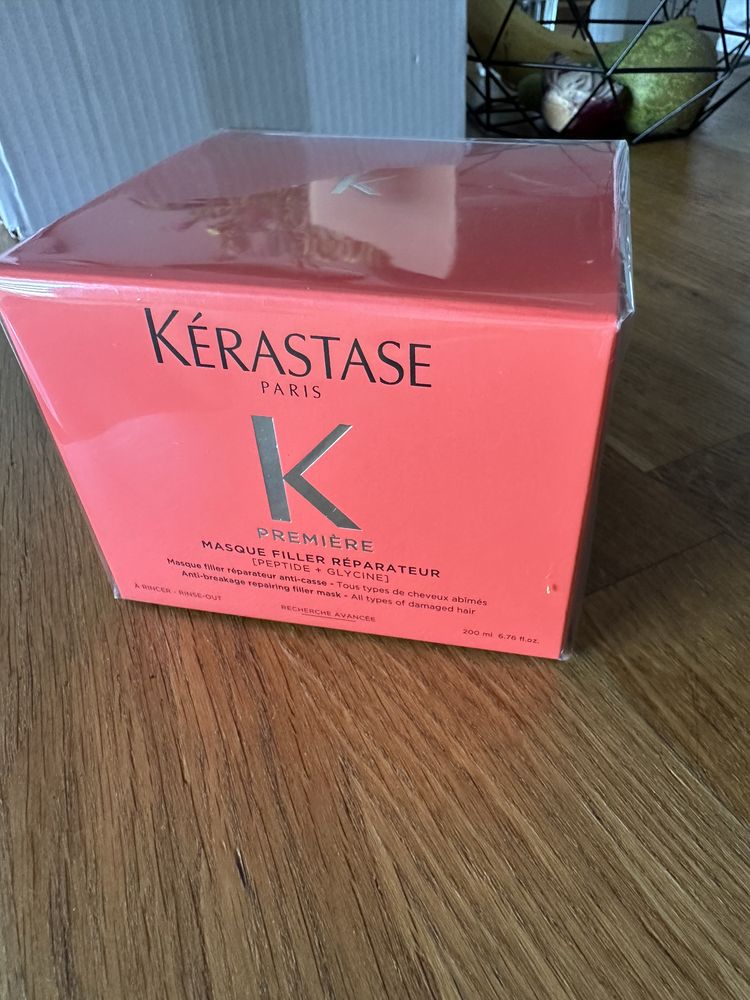 K
KÉRASTASE
PARIS
K
PREMIÈRE
MASQUE FILLER RÉPARATEUR
[PEPTIDE + GLYCINE]
Masque filler réparateur anti-casse - Tous types de cheveux abîmés
Anti-breakage repairing filler mask - All types of damaged hair
À RINCER - RINSE-OUT
RECHERCHE AVANCÉE
200 ml 6.76 fl.oz.